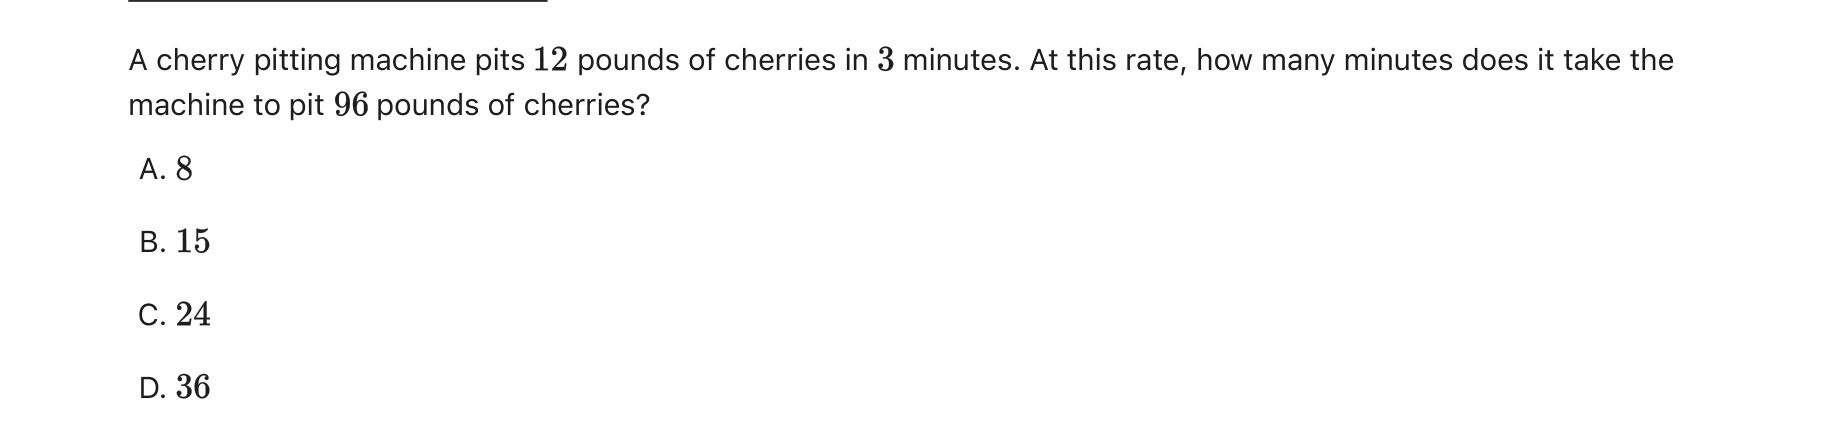 A cherry pitting machine pits 12 pounds of cherries in 3 minutes. At this rate, how many minutes does it take the
machine to pit 96 pounds of cherries?
A. 8
B. 15
C. 24
D. 36